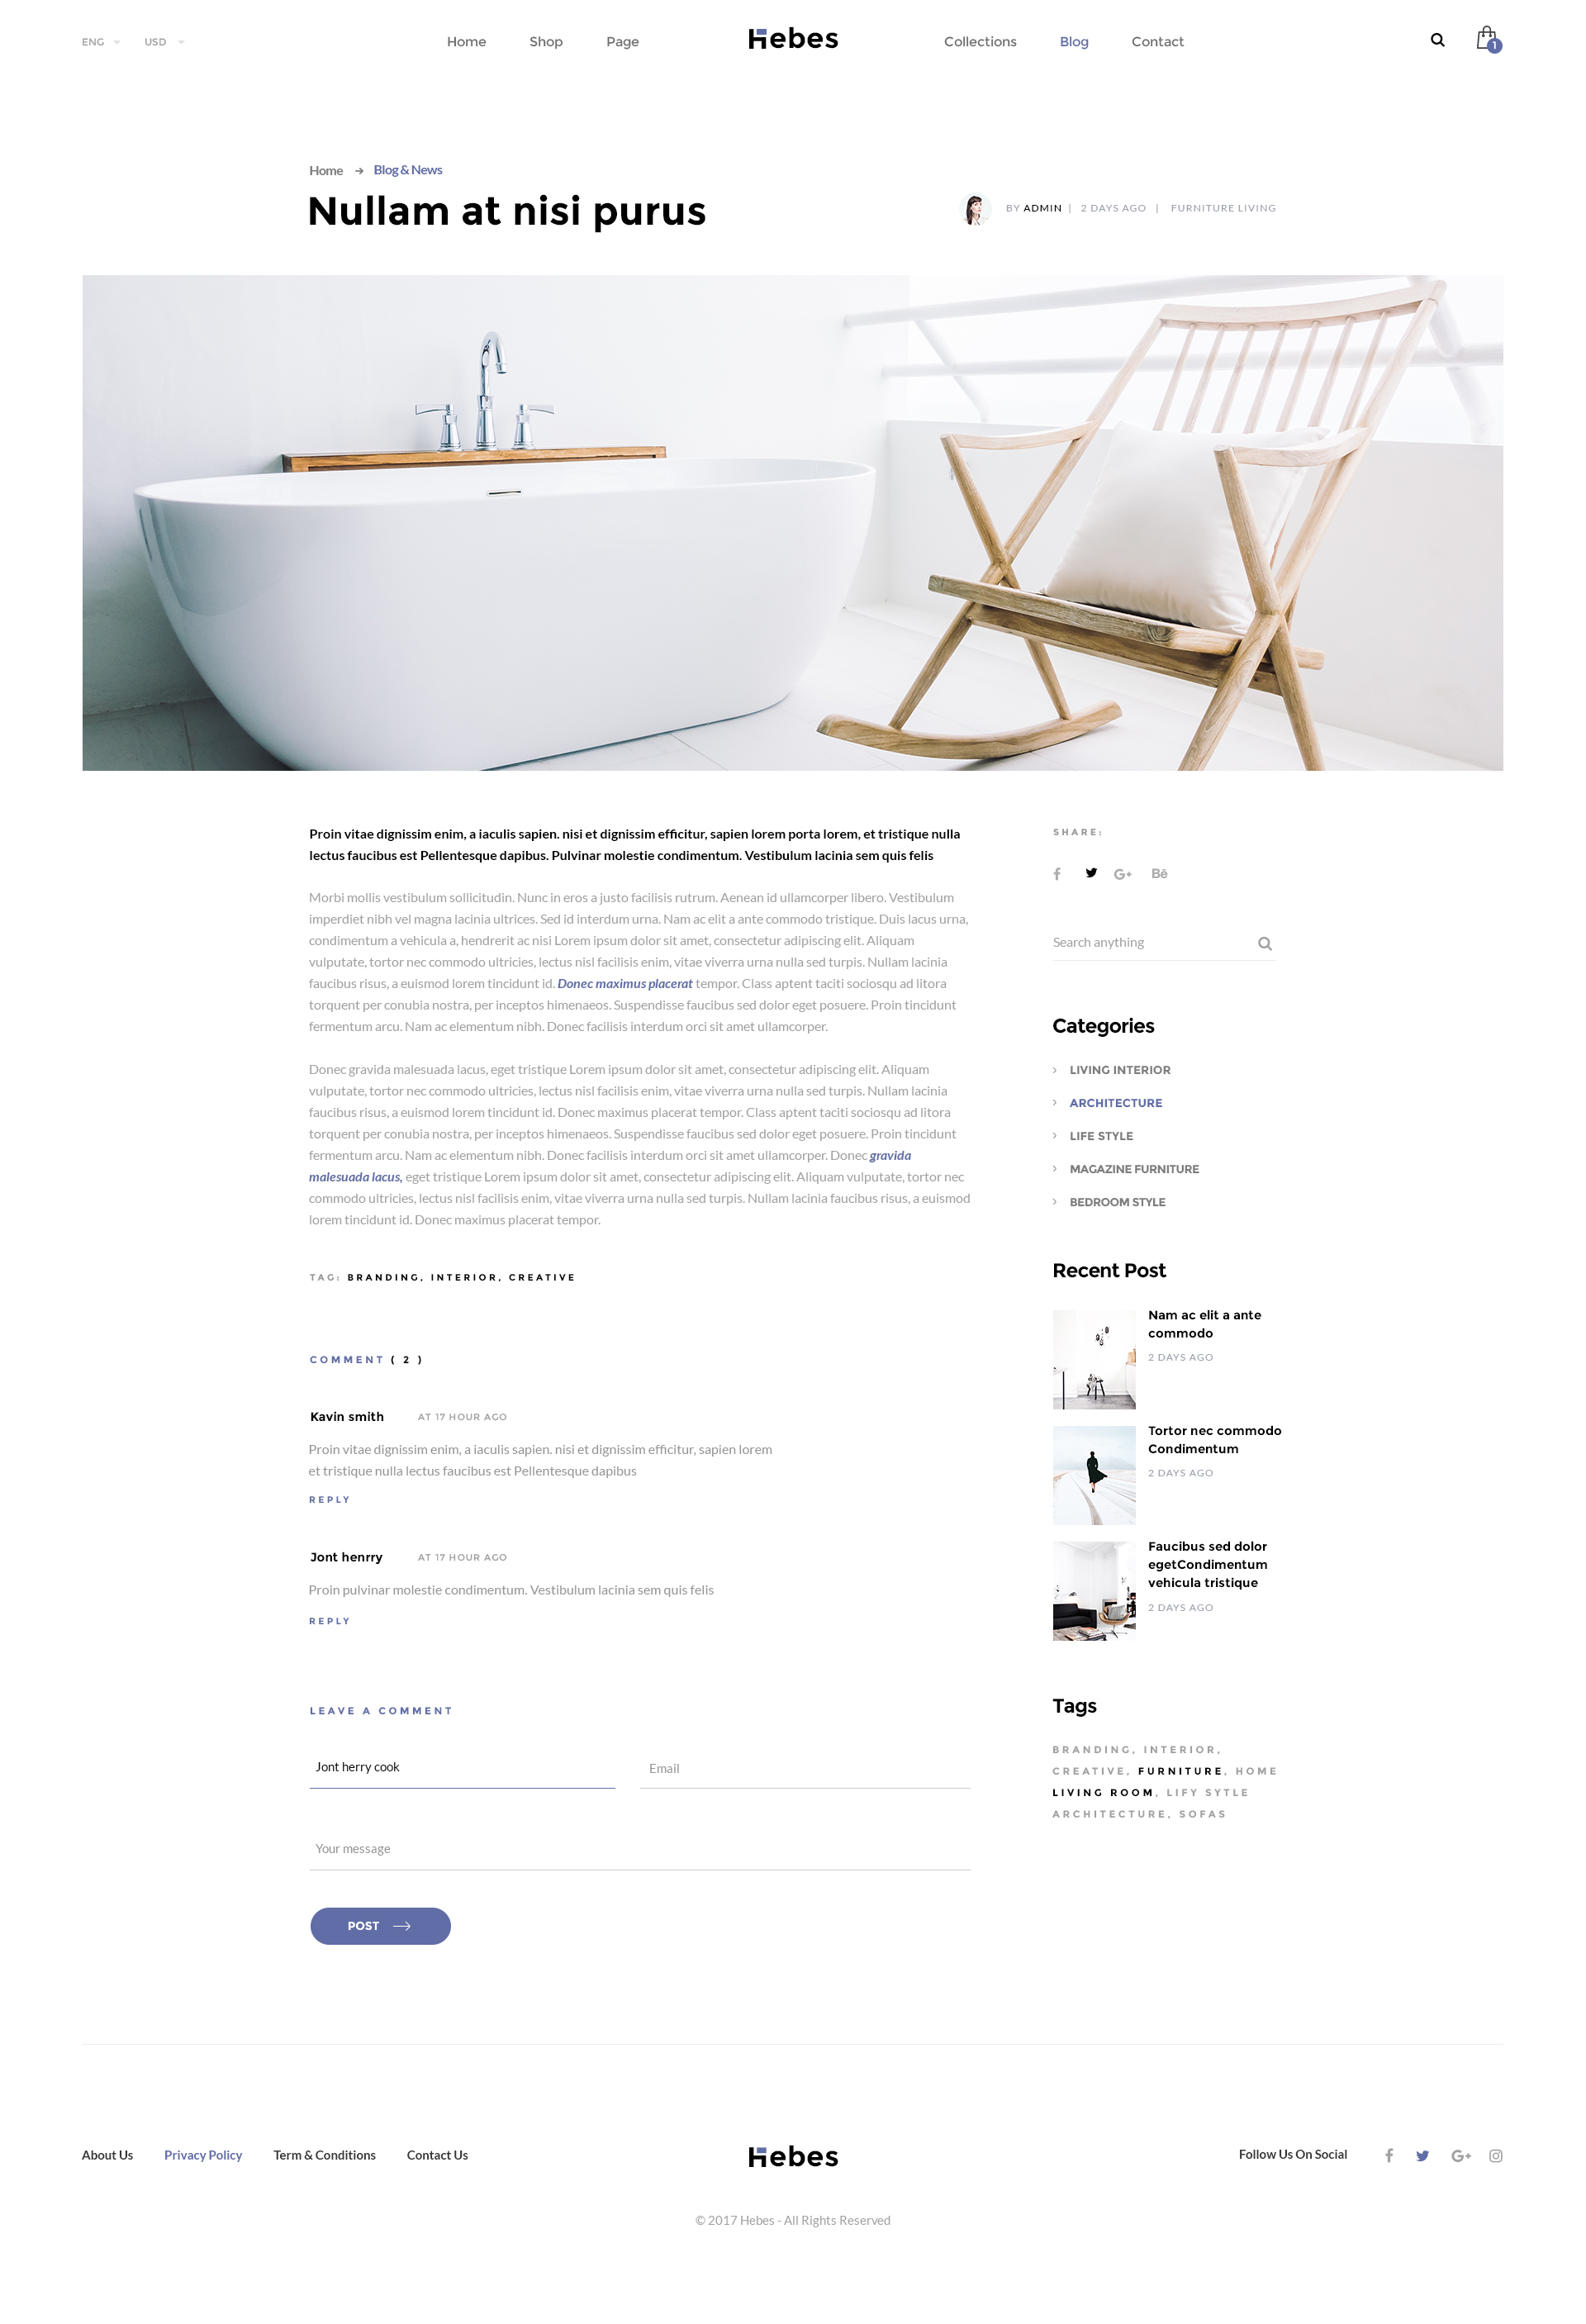 ENG USD Home Shop Page Hebes Collections Blog Contact 1
Home Blog & News
Nullam at nisi purus
BY ADMIN | 2 DAYS AGO | FURNITURE LIVING
Proin vitae dignissim enim, a iaculis sapien. nisi et dignissim efficitur, sapien lorem porta lorem, et tristique nulla
lectus faucibus est Pellentesque dapibus. Pulvinar molestie condimentum. Vestibulum lacinia sem quis felis
Morbi mollis vestibulum sollicitudin. Nunc in eros a justo facilisis rutrum. Aenean id ullamcorper libero. Vestibulum
imperdiet nibh vel magna lacinia ultrices. Sed id interdum urna. Nam ac elit a ante commodo tristique. Duis lacus urna,
condimentum a vehicula a, hendrerit ac nisi Lorem ipsum dolor sit amet, consectetur adipiscing elit. Aliquam
vulputate, tortor nec commodo ultricies, lectus nisl facilisis enim, vitae viverra urna nulla sed turpis. Nullam lacinia
faucibus risus, a euismod lorem tincidunt id. Donec maximus placerat tempor. Class aptent taciti sociosqu ad litora
torquent per conubia nostra, per inceptos himenaeos. Suspendisse faucibus sed dolor eget posuere. Proin tincidunt
fermentum arcu. Nam ac elementum nibh. Donec facilisis interdum orci sit amet ullamcorper.
Donec gravida malesuada lacus, eget tristique Lorem ipsum dolor sit amet, consectetur adipiscing elit. Aliquam
vulputate, tortor nec commodo ultricies, lectus nisl facilisis enim, vitae viverra urna nulla sed turpis. Nullam lacinia
faucibus risus, a euismod lorem tincidunt id. Donec maximus placerat tempor. Class aptent taciti sociosqu ad litora
torquent per conubia nostra, per inceptos himenaeos. Suspendisse faucibus sed dolor eget posuere. Proin tincidunt
fermentum arcu. Nam ac elementum nibh. Donec facilisis interdum orci sit amet ullamcorper. Donec gravida
malesuada lacus, eget tristique Lorem ipsum dolor sit amet, consectetur adipiscing elit. Aliquam vulputate, tortor nec
commodo ultricies, lectus nisl facilisis enim, vitae viverra urna nulla sed turpis. Nullam lacinia faucibus risus, a euismod
lorem tincidunt id. Donec maximus placerat tempor.
TAG: BRANDING, INTERIOR, CREATIVE
COMMENT ( 2 )
Kavin smith AT 17 HOUR AGO
Proin vitae dignissim enim, a iaculis sapien. nisi et dignissim efficitur, sapien lorem
et tristique nulla lectus faucibus est Pellentesque dapibus
REPLY
Jont henrry AT 17 HOUR AGO
Proin pulvinar molestie condimentum. Vestibulum lacinia sem quis felis
REPLY
LEAVE A COMMENT
Jont herry cook Email
Your message
POST
SHARE:
f G+ Bē
Search anything
Categories
LIVING INTERIOR
ARCHITECTURE
LIFE STYLE
MAGAZINE FURNITURE
BEDROOM STYLE
Recent Post
Nam ac elit a ante
commodo
2 DAYS AGO
Tortor nec commodo
Condimentum
2 DAYS AGO
Faucibus sed dolor
egetCondimentum
vehicula tristique
2 DAYS AGO
Tags
BRANDING, INTERIOR,
CREATIVE, FURNITURE, HOME
LIVING ROOM, LIFY SYTLE
ARCHITECTURE, SOFAS
About Us Privacy Policy Term & Conditions Contact Us Hebes Follow Us On Social f G+
© 2017 Hebes - All Rights Reserved